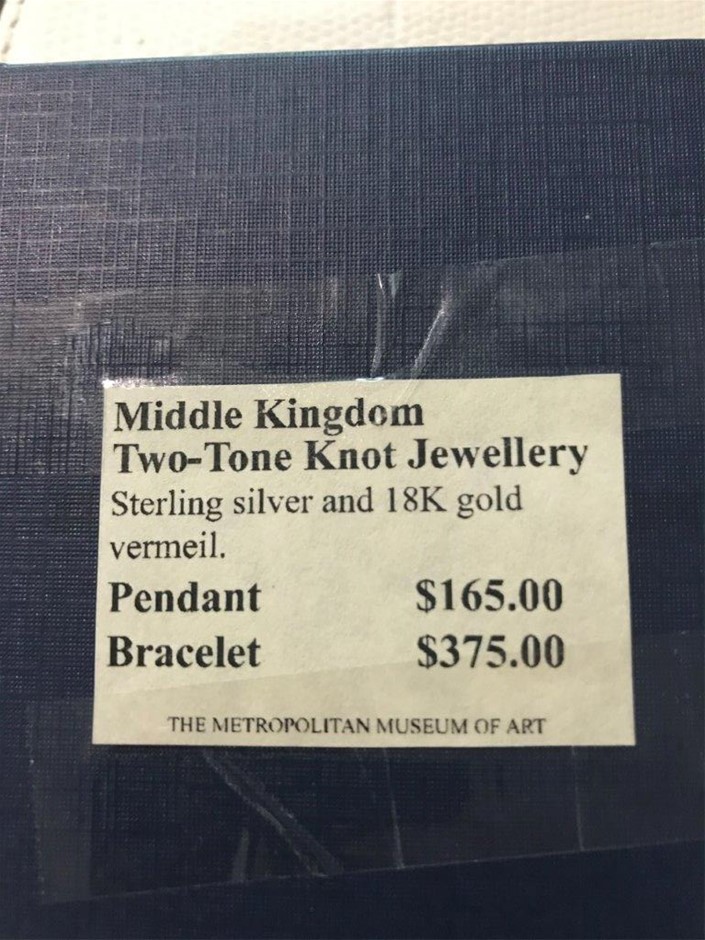 Middle Kingdom
Two-Tone Knot Jewellery
Sterling silver and 18K gold
vermeil.
Pendant $165.00
Bracelet $375.00
THE METROPOLITAN MUSEUM OF ART